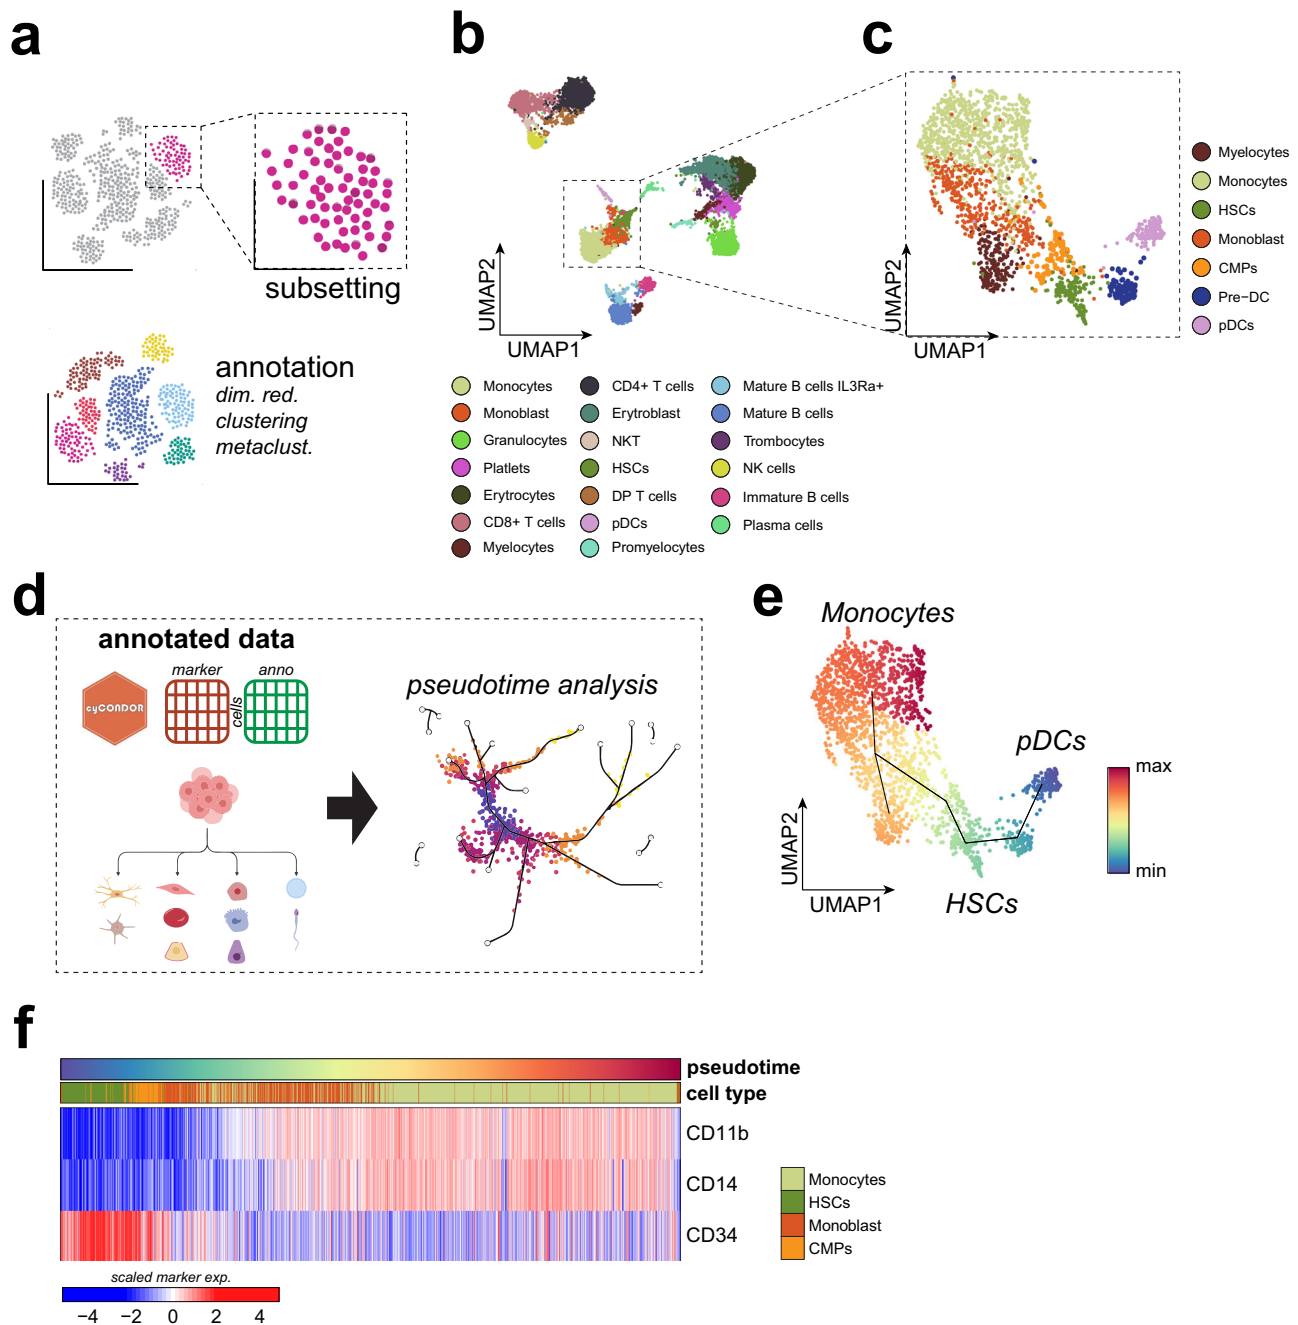 a
subsetting
annotation
dim. red.
clustering
metaclust.
b
UMAP2
UMAP1
Monocytes
Monoblast
Granulocytes
Platlets
Erytrocytes
CD8+ T cells
Myelocytes
CD4+ T cells
Erytroblast
NKT
HSCs
DP T cells
pDCs
Promyelocytes
Mature B cells IL3Ra+
Mature B cells
Trombocytes
NK cells
Immature B cells
Plasma cells
c
UMAP2
UMAP1
Myelocytes
Monocytes
HSCs
Monoblast
CMPs
Pre−DC
pDCs
d
annotated data
cyCONDOR
marker
cells
anno
pseudotime analysis
e
Monocytes
pDCs
HSCs
UMAP2
UMAP1
max
min
f
pseudotime
cell type
CD11b
CD14
CD34
Monocytes
HSCs
Monoblast
CMPs
scaled marker exp.
−4 −2 0 2 4